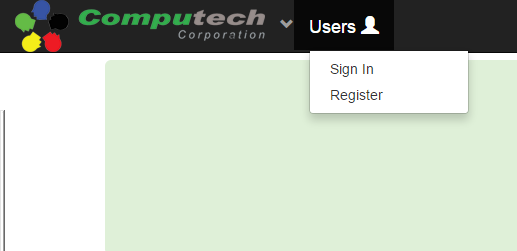 Computech
Corporation
Users
Sign In
Register